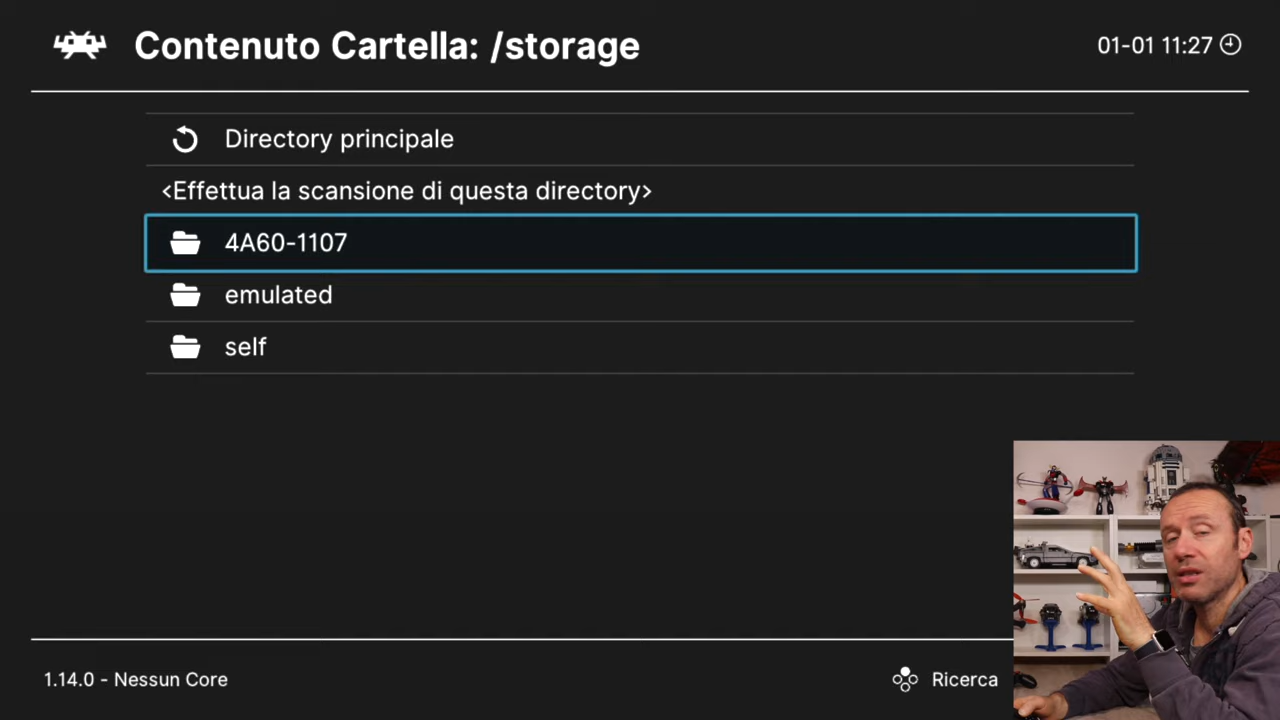 Contenuto Cartella: /storage
01-01 11:27
Directory principale
<Effettua la scansione di questa directory>
4A60-1107
emulated
self
1.14.0 - Nessun Core
Ricerca